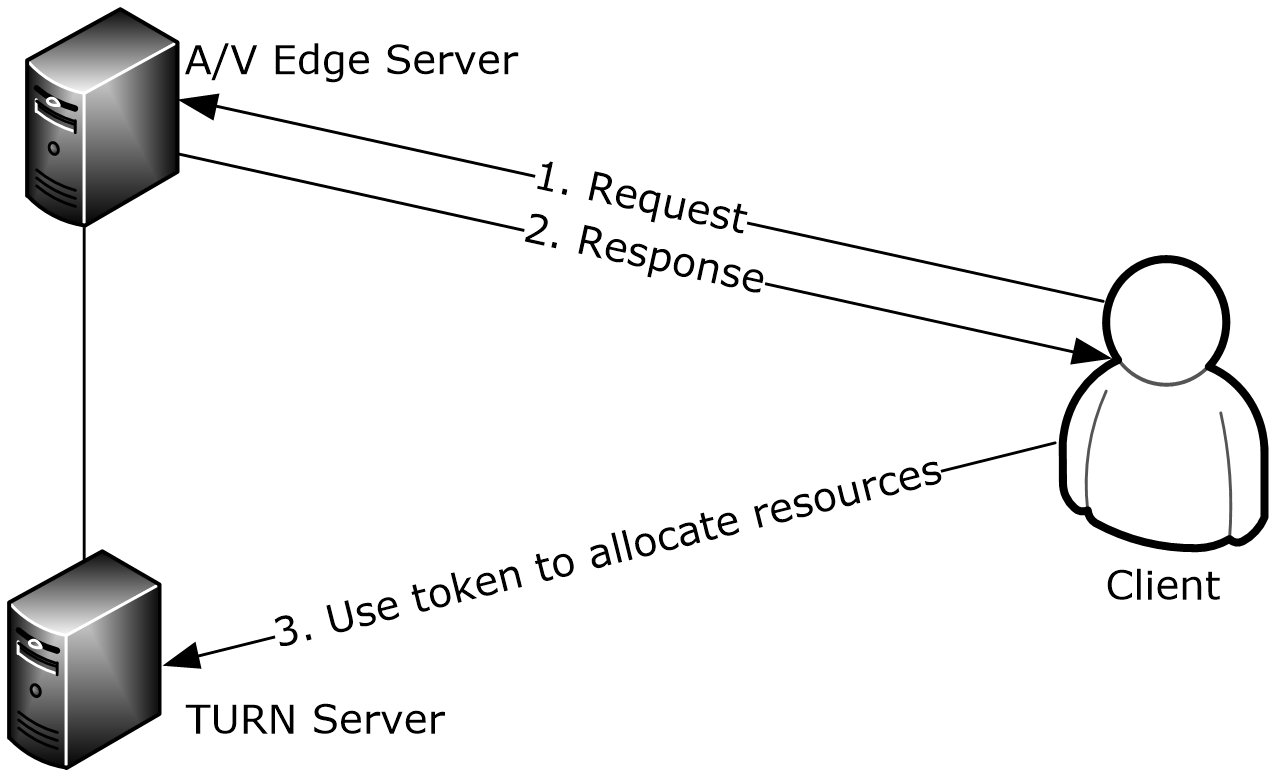 A/V Edge Server
1. Request
2. Response
3. Use token to allocate resources
Client
TURN Server